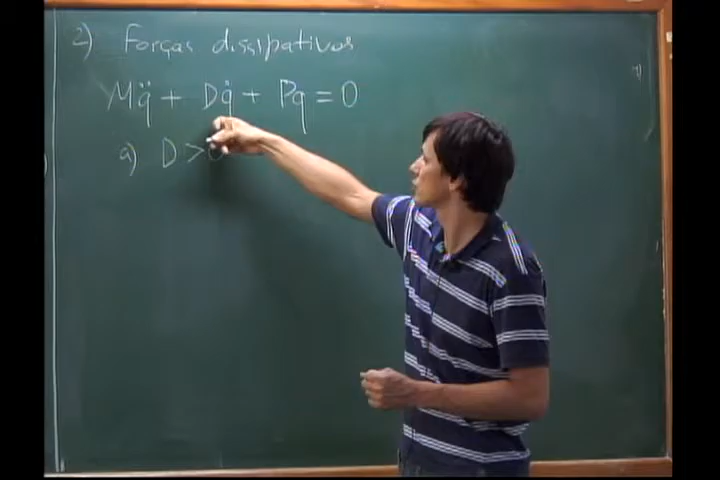 2) Forças dissipativas
Mq̈ + Dq̇ + Pq = 0
a) D > 0